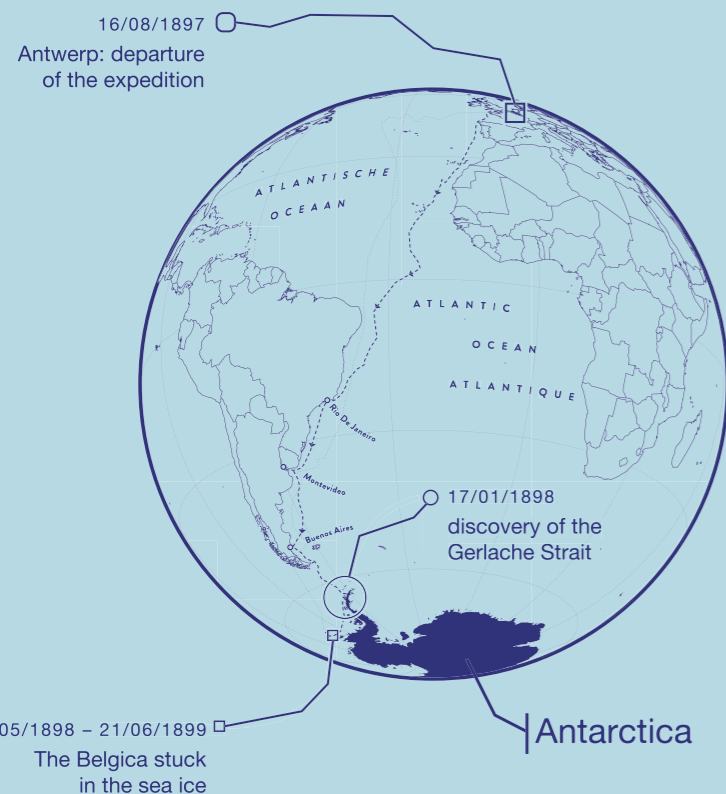 16/08/1897
Antwerp: departure
of the expedition
ATLANTISCHE
OCEAAN
ATLANTIC
OCEAN
ATLANTIQUE
Rio De Janeiro
Montevideo
17/01/1898
discovery of the
Gerlache Strait
Buenos Aires
05/1898 – 21/06/1899
The Belgica stuck
in the sea ice
Antarctica